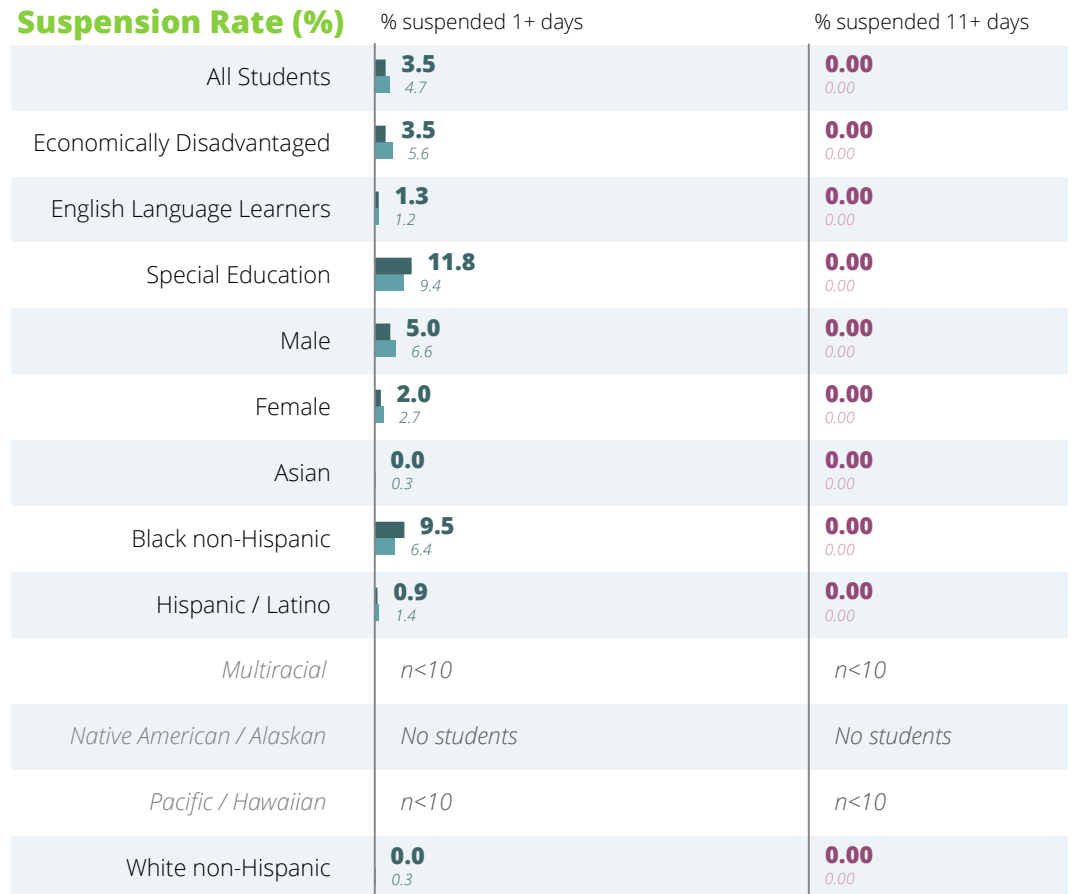 Suspension Rate (%) % suspended 1+ days % suspended 11+ days
All Students 3.5 0.00
4.7 0.00
Economically Disadvantaged 3.5 0.00
5.6 0.00
English Language Learners 1.3 0.00
1.2 0.00
Special Education 11.8 0.00
9.4 0.00
Male 5.0 0.00
6.6 0.00
Female 2.0 0.00
2.7 0.00
Asian 0.0 0.00
0.3 0.00
Black non-Hispanic 9.5 0.00
6.4 0.00
Hispanic / Latino 0.9 0.00
1.4 0.00
Multiracial n<10 n<10
Native American / Alaskan No students No students
Pacific / Hawaiian n<10 n<10
White non-Hispanic 0.0 0.00
0.3 0.00